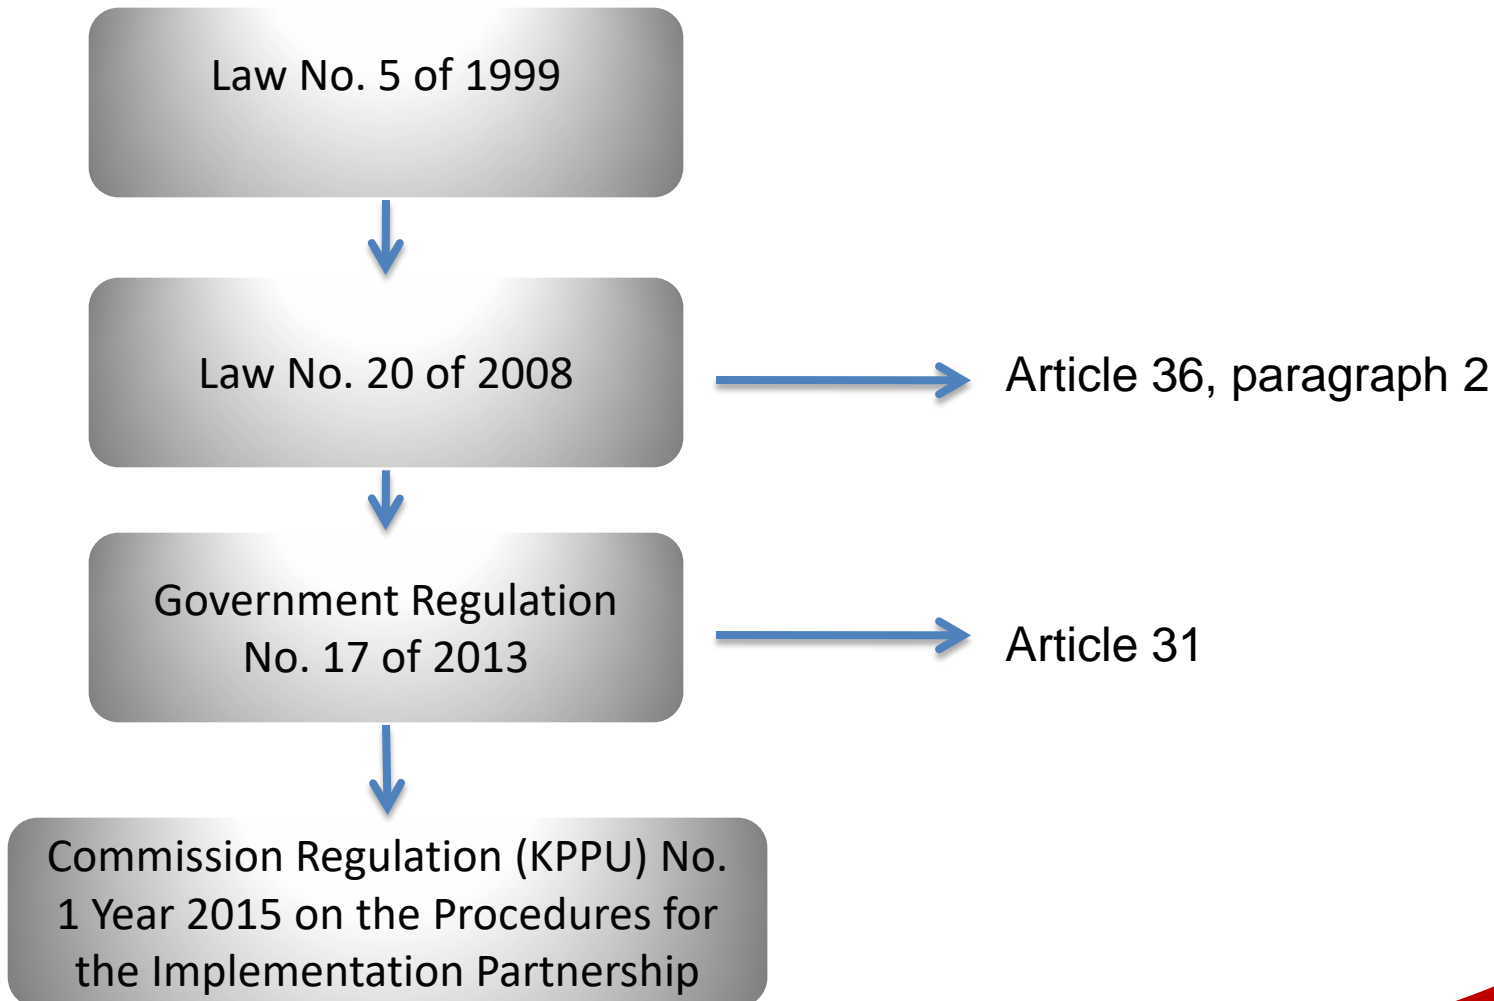 Law No. 5 of 1999
Law No. 20 of 2008
Article 36, paragraph 2
Government Regulation
No. 17 of 2013
Article 31
Commission Regulation (KPPU) No.
1 Year 2015 on the Procedures for
the Implementation Partnership